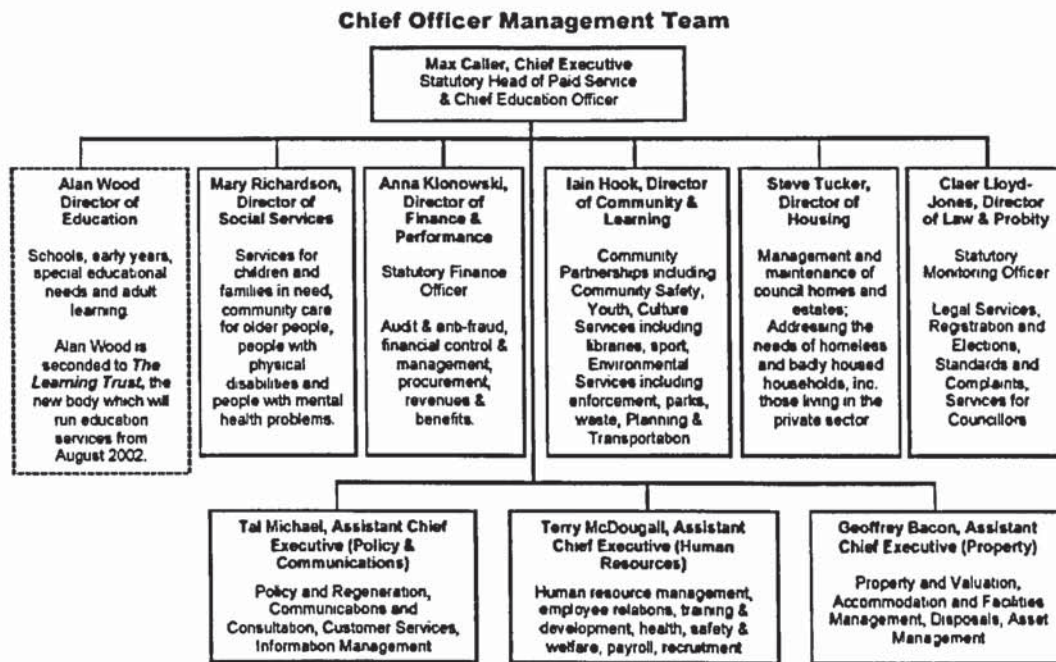 Chief Officer Management Team
Max Caller, Chief Executive
Statutory Head of Paid Service
& Chief Education Officer
Alan Wood
Director of
Education
Schools, early years,
special educational
needs and adult
learning.
Alan Wood is
seconded to The
Learning Trust, the
new body which will
run education
services from
August 2002.
Mary Richardson,
Director of
Social Services
Services for
children and
families in need,
community care
for older people,
people with
physical
disabilities and
people with mental
health problems.
Anna Klonowski,
Director of
Finance &
Performance
Statutory Finance
Officer
Audit & anti-fraud,
financial control &
management,
procurement,
revenues &
benefits.
Iain Hook, Director
of Community &
Learning
Community
Partnerships including
Community Safety,
Youth, Culture
Services including
libraries, sport,
Environmental
Services including
enforcement, parks,
waste, Planning &
Transportation
Steve Tucker,
Director of
Housing
Management and
maintenance of
council homes and
estates;
Addressing the
needs of homeless
and badly housed
households, inc.
those living in the
private sector
Claer Lloyd-
Jones, Director
of Law & Probity
Statutory
Monitoring Officer
Legal Services,
Registration and
Elections,
Standards and
Complaints,
Services for
Councillors
Tal Michael, Assistant Chief
Executive (Policy &
Communications)
Policy and Regeneration,
Communications and
Consultation, Customer Services,
Information Management
Terry McDougall, Assistant
Chief Executive (Human
Resources)
Human resource management,
employee relations, training &
development, health, safety &
welfare, payroll, recruitment
Geoffrey Bacon, Assistant
Chief Executive (Property)
Property and Valuation,
Accommodation and Facilities
Management, Disposals, Asset
Management